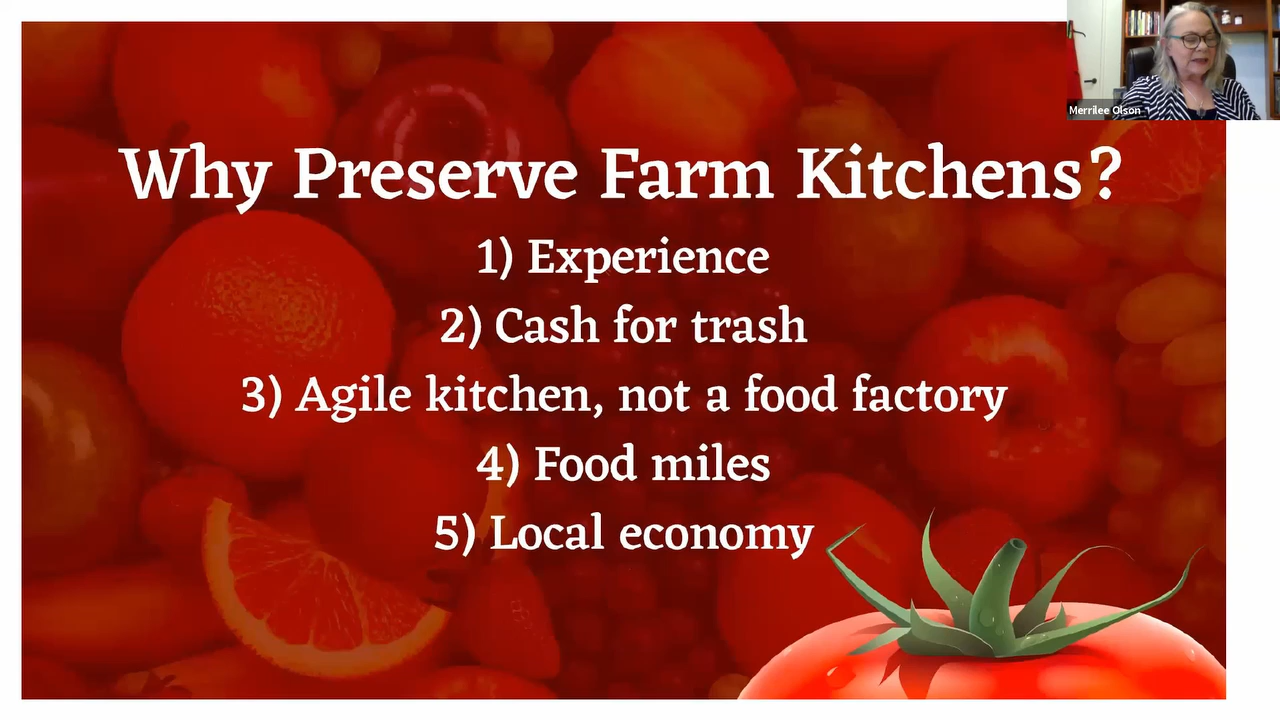 Merrilee Olson
Why Preserve Farm Kitchens?
1) Experience
2) Cash for trash
3) Agile kitchen, not a food factory
4) Food miles
5) Local economy